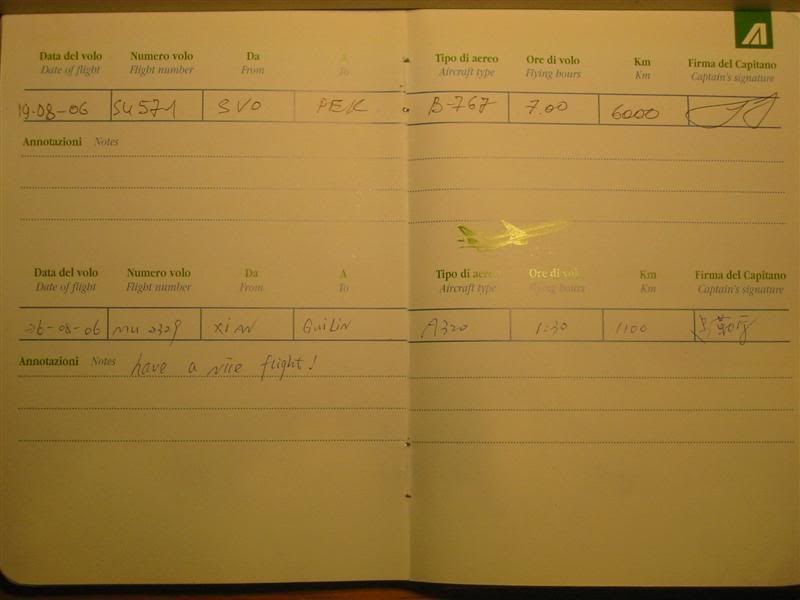 Data del volo Numero volo Da A Tipo di aereo Ore di volo Km Firma del Capitano
Date of flight Flight number From To Aircraft type Flying hours Km Captain's signature
19-08-06 SU 571 SVO PEK B-767 7.00 6000
Annotazioni Notes
Data del volo Numero volo Da A Tipo di aereo Ore di volo Km Firma del Capitano
Date of flight Flight number From To Aircraft type Flying hours Km Captain's signature
26-08-06 MU 2309 XIAN GuiLiN A320 1:30 1100
Annotazioni Notes have a nice flight!